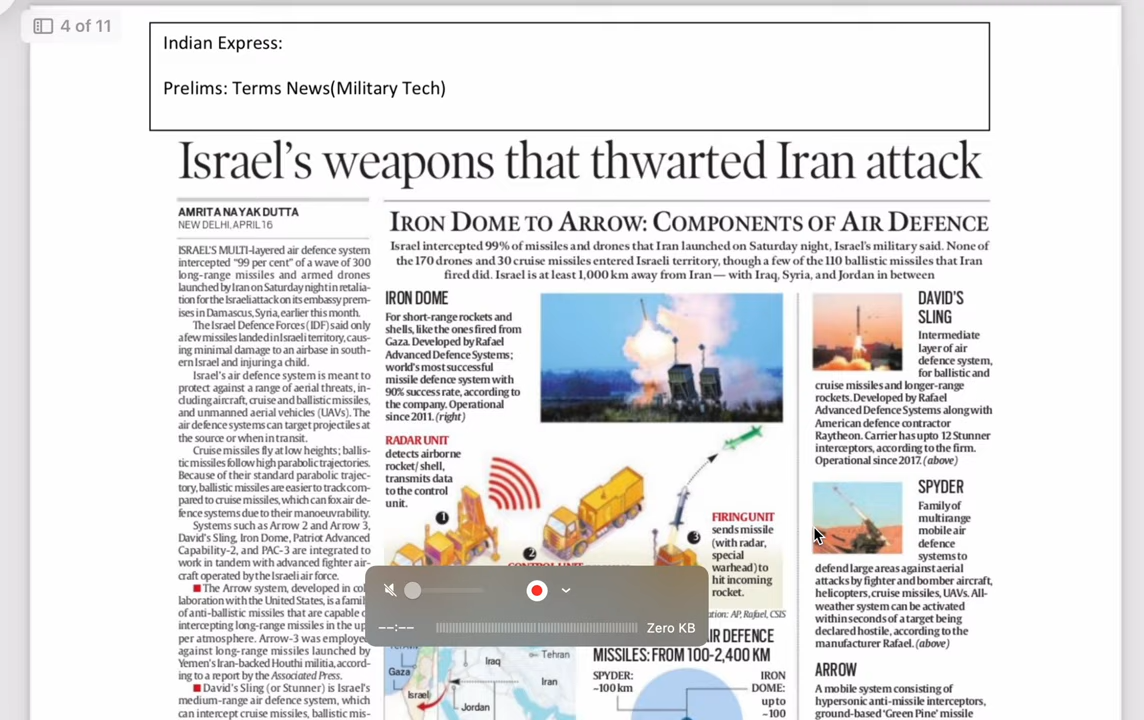 4 of 11
Indian Express:
Prelims: Terms News(Military Tech)
Israel's weapons that thwarted Iran attack
AMRITA NAYAK DUTTA
NEW DELHI, APRIL 16
ISRAEL'S MULTI-layered air defence system
intercepted "99 per cent" of a wave of 300
long-range missiles and armed drones
launched by Iran on Saturday night in retalia-
tion for the Israeli attack on its embassy prem-
ises in Damascus, Syria, earlier this month.
The Israel Defence Forces (IDF) said only
a few missiles landed in Israeli territory, caus-
ing minimal damage to an airbase in south-
ern Israel and injuring a child.
Israel's air defence system is meant to
protect against a range of aerial threats, in-
cluding aircraft, cruise and ballistic missiles,
and unmanned aerial vehicles (UAVs). The
air defence systems can target projectiles at
the source or when in transit.
Cruise missiles fly at low heights; ballis-
tic missiles follow high parabolic trajectories.
Because of their standard parabolic trajec-
tory, ballistic missiles are easier to track com-
pared to cruise missiles, which can fox air de-
fence systems due to their manoeuvrability.
Systems such as Arrow 2 and Arrow 3,
David's Sling, Iron Dome, Patriot Advanced
Capability-2, and PAC-3 are integrated to
work in tandem with advanced fighter air-
craft operated by the Israeli air force.
■ The Arrow system, developed in col
laboration with the United States, is a famil
of anti-ballistic missiles that are capable o
intercepting long-range missiles in the up
per atmosphere. Arrow-3 was employe
against long-range missiles launched by
Yemen's Iran-backed Houthi militia, accord-
ing to a report by the Associated Press.
■ David's Sling (or Stunner) is Israel's
medium-range air defence system, which
can intercept cruise missiles, ballistic mis-
IRON DOME TO ARROW: COMPONENTS OF AIR DEFENCE
Israel intercepted 99% of missiles and drones that Iran launched on Saturday night, Israel's military said. None of
the 170 drones and 30 cruise missiles entered Israeli territory, though a few of the 110 ballistic missiles that Iran
fired did. Israel is at least 1,000 km away from Iran — with Iraq, Syria, and Jordan in between
IRON DOME
For short-range rockets and
shells, like the ones fired from
Gaza. Developed by Rafael
Advanced Defence Systems;
world's most successful
missile defence system with
90% success rate, according to
the company. Operational
since 2011. (right)
RADAR UNIT
detects airborne
rocket/ shell,
transmits data
to the control
unit.
1
2
3
FIRING UNIT
sends missile
(with radar,
special
warhead) to
hit incoming
rocket.
--:--
Zero KB
ation: AP, Rafael, CSIS
Gaza
Israel
Iraq
Jordan
Tehran
Iran
IR DEFENCE
MISSILES: FROM 100-2,400 KM
SPYDER:
~100 km
IRON
DOME:
up to
~100
DAVID'S
SLING
Intermediate
layer of air
defence system,
for ballistic and
cruise missiles and longer-range
rockets. Developed by Rafael
Advanced Defence Systems along with
American defence contractor
Raytheon. Carrier has upto 12 Stunner
interceptors, according to the firm.
Operational since 2017. (above)
SPYDER
Family of
multirange
mobile air
defence
systems to
defend large areas against aerial
attacks by fighter and bomber aircraft,
helicopters, cruise missiles, UAVs. All-
weather system can be activated
within seconds of a target being
declared hostile, according to the
manufacturer Rafael. (above)
ARROW
A mobile system consisting of
hypersonic anti-missile interceptors,
ground-based 'Green Pine' missile